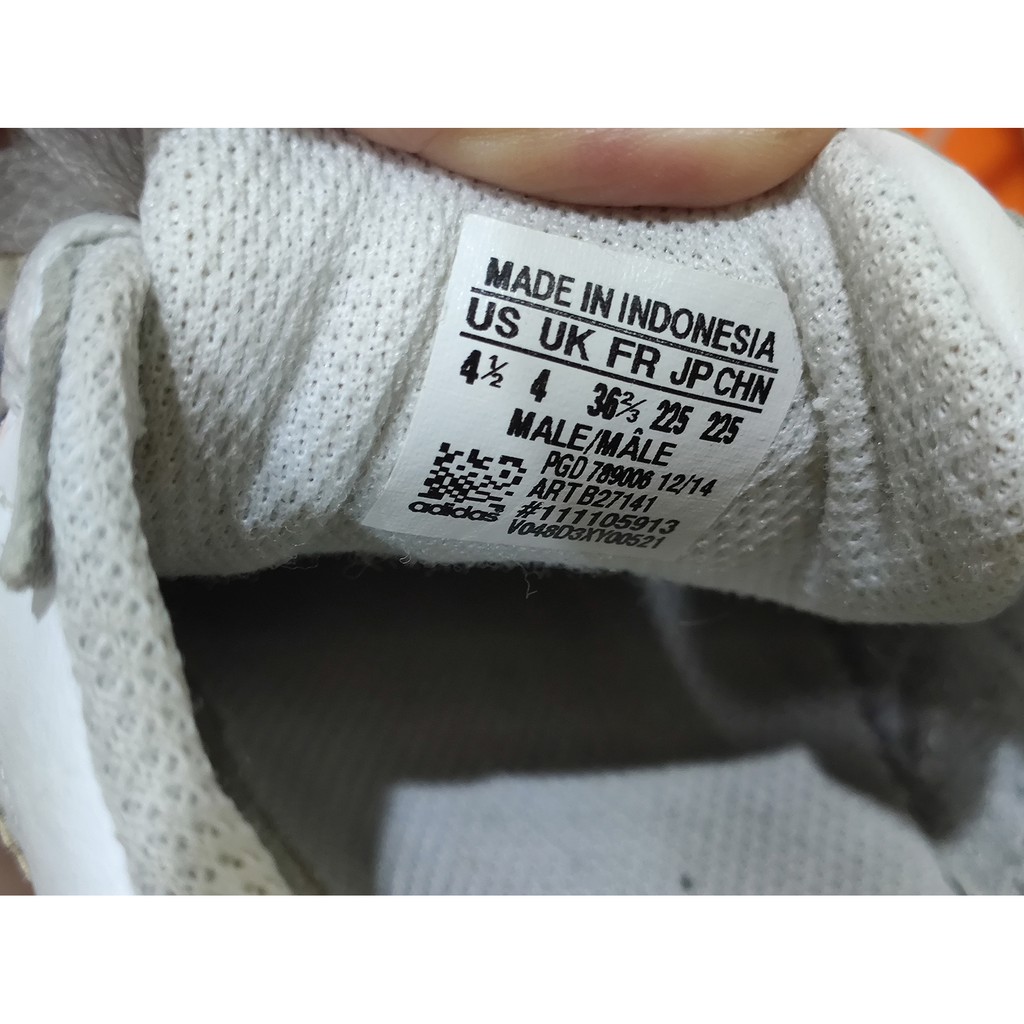 MADE IN INDONESIA
US UK FR JP CHN
4½ 4 36⅔ 225 225
MALE/MÂLE
PGD 789006 12/14
ART B27141
#111105913
adidas V048D3XY00521